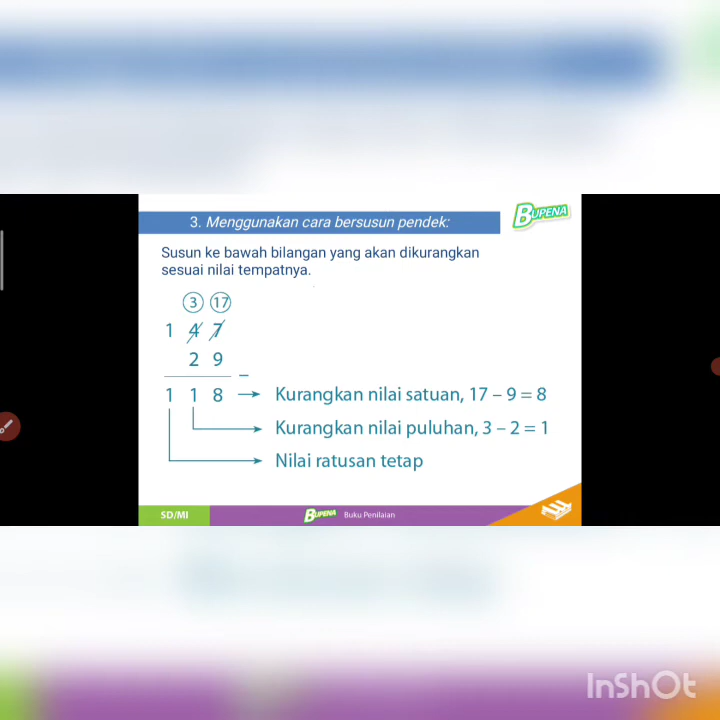 3. Menggunakan cara bersusun pendek:
BUPENA
Susun ke bawah bilangan yang akan dikurangkan
sesuai nilai tempatnya.
3 17
1 4 7
2 9
–
1 1 8 → Kurangkan nilai satuan, 17 – 9 = 8
Kurangkan nilai puluhan, 3 – 2 = 1
Nilai ratusan tetap
SD/MI
BUPENA Buku Penilaian
InShOt